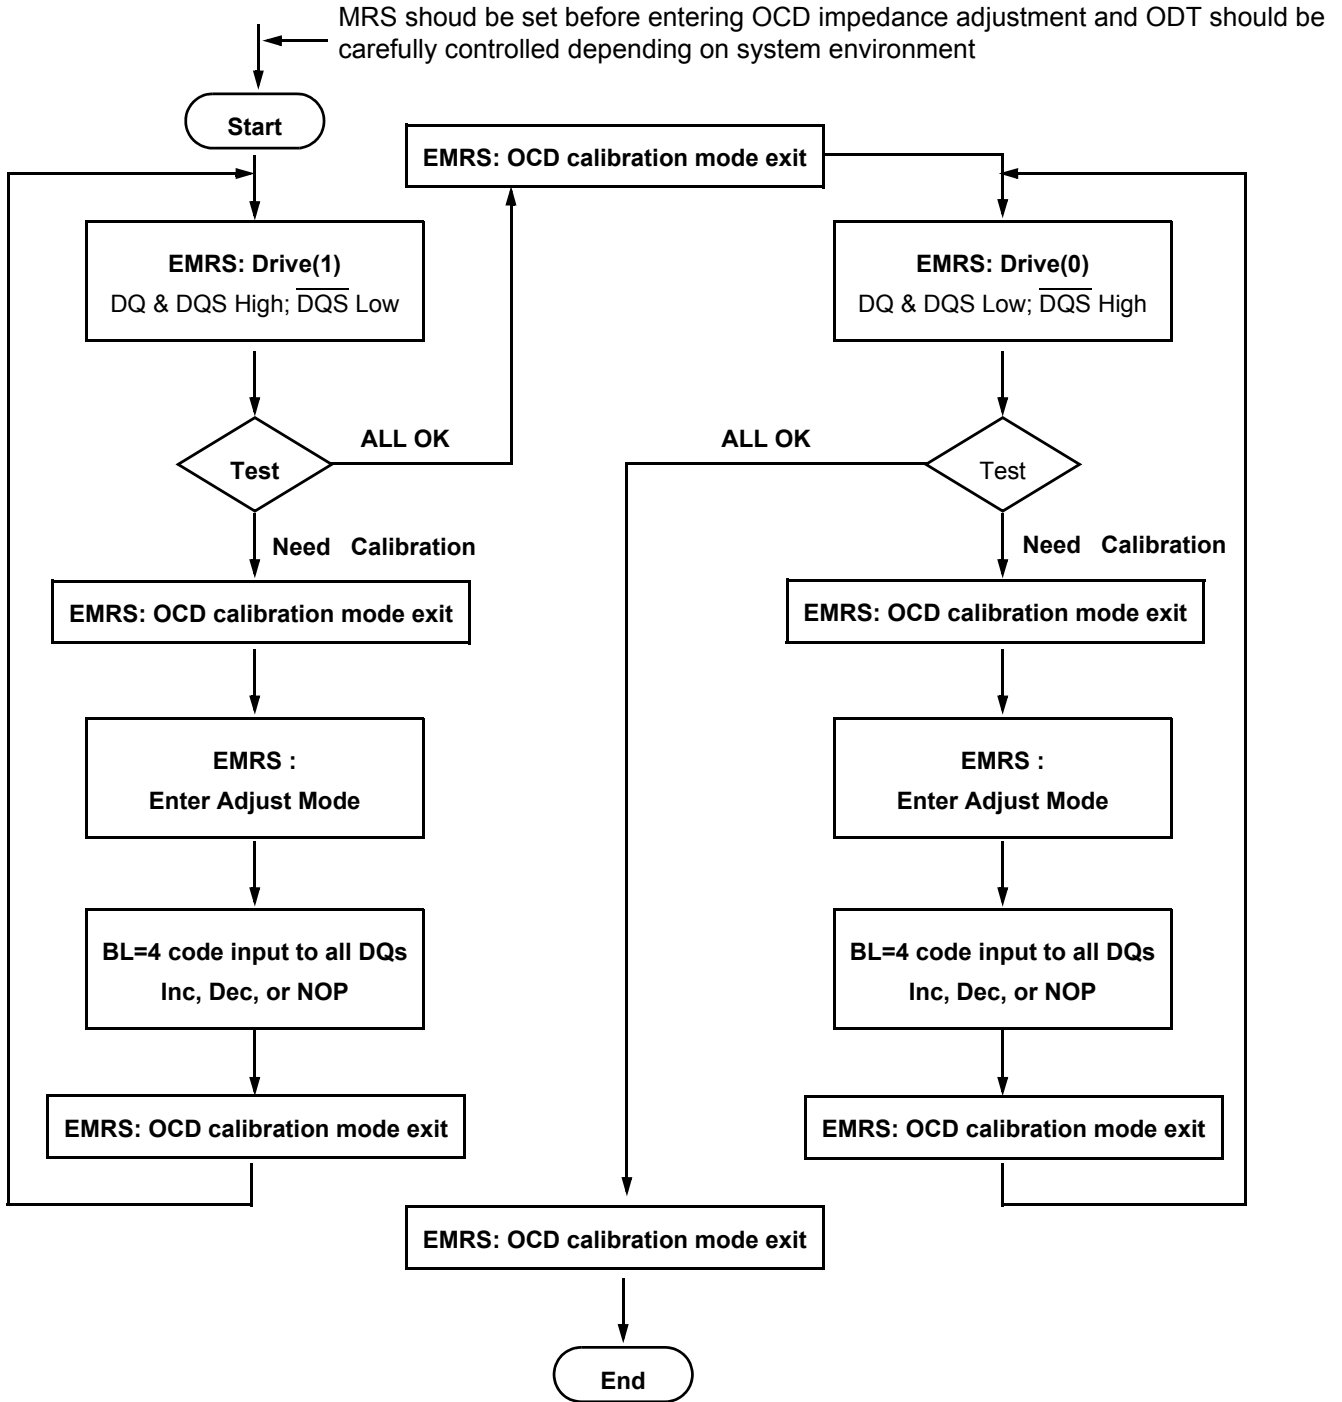 MRS shoud be set before entering OCD impedance adjustment and ODT should be
carefully controlled depending on system environment
Start
EMRS: OCD calibration mode exit
EMRS: Drive(1)
DQ & DQS High; D̅Q̅S̅ Low
EMRS: Drive(0)
DQ & DQS Low; D̅Q̅S̅ High
ALL OK
Test
ALL OK
Test
Need Calibration
Need Calibration
EMRS: OCD calibration mode exit
EMRS: OCD calibration mode exit
EMRS :
Enter Adjust Mode
EMRS :
Enter Adjust Mode
BL=4 code input to all DQs
Inc, Dec, or NOP
BL=4 code input to all DQs
Inc, Dec, or NOP
EMRS: OCD calibration mode exit
EMRS: OCD calibration mode exit
EMRS: OCD calibration mode exit
End